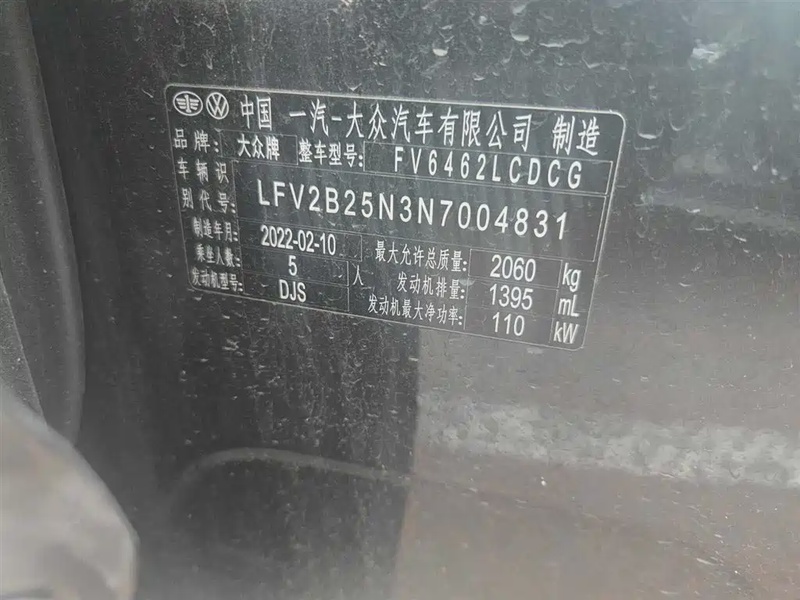 中国 一汽-大众汽车有限公司 制造
品牌: 大众牌 整车型号: FV6462LCDCG
车辆识别代号: LFV2B25N3N7004831
制造年月: 2022-02-10 最大允许总质量: 2060 kg
乘坐人数: 5 人 发动机排量: 1395 mL
发动机型号: DJS 发动机最大净功率: 110 kW